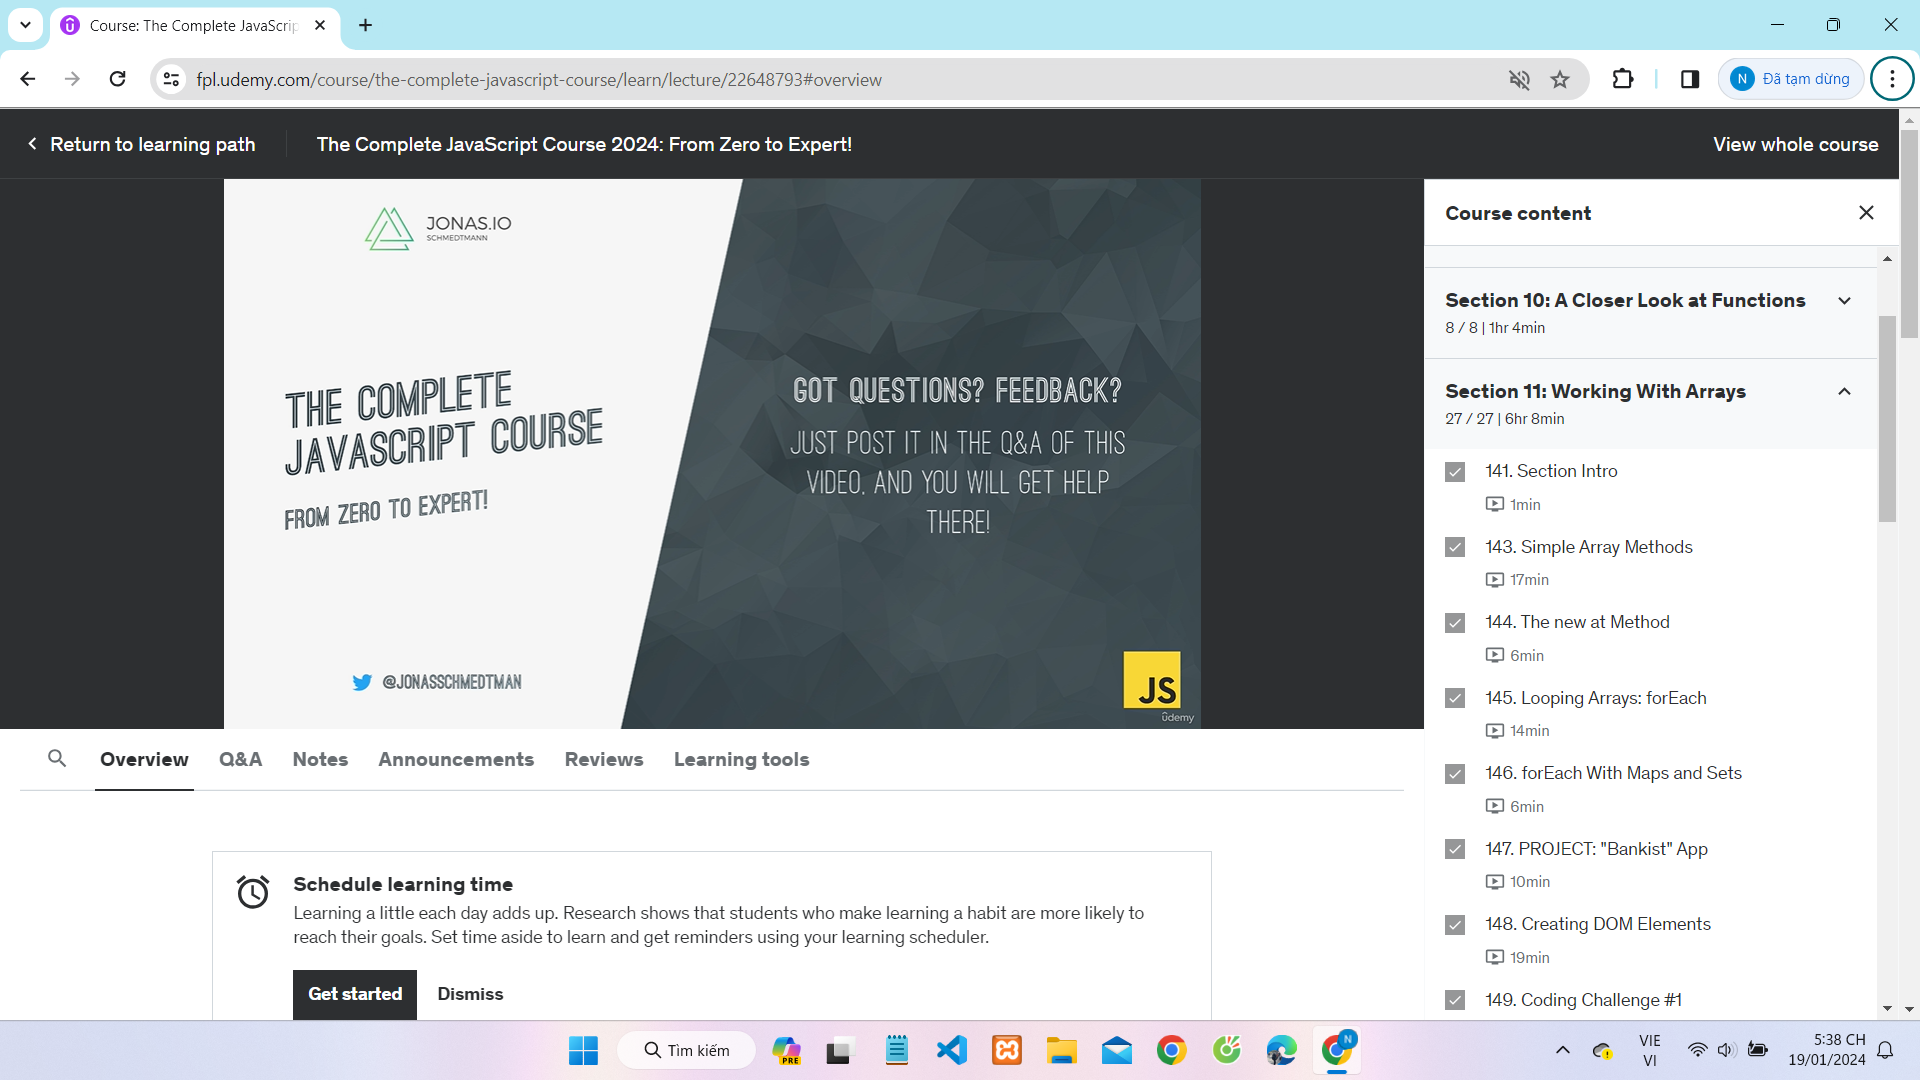 Course: The Complete JavaScrip
fpl.udemy.com/course/the-complete-javascript-course/learn/lecture/22648793#overview
N
Đã tạm dừng
Return to learning path
The Complete JavaScript Course 2024: From Zero to Expert!
View whole course
JONAS.IO
SCHMEDTMANN
THE COMPLETE
JAVASCRIPT COURSE
FROM ZERO TO EXPERT!
@JONASSCHMEDTMAN
GOT QUESTIONS? FEEDBACK?
JUST POST IT IN THE Q&A OF THIS
VIDEO, AND YOU WILL GET HELP
THERE!
JS
udemy
Course content
Section 10: A Closer Look at Functions
8 / 8 | 1hr 4min
Section 11: Working With Arrays
27 / 27 | 6hr 8min
141. Section Intro
1min
143. Simple Array Methods
17min
144. The new at Method
6min
145. Looping Arrays: forEach
14min
146. forEach With Maps and Sets
6min
147. PROJECT: "Bankist" App
10min
148. Creating DOM Elements
19min
149. Coding Challenge #1
Overview
Q&A
Notes
Announcements
Reviews
Learning tools
Schedule learning time
Learning a little each day adds up. Research shows that students who make learning a habit are more likely to
reach their goals. Set time aside to learn and get reminders using your learning scheduler.
Get started
Dismiss
Tìm kiếm
PRE
N
VIE
VI
5:38 CH
19/01/2024